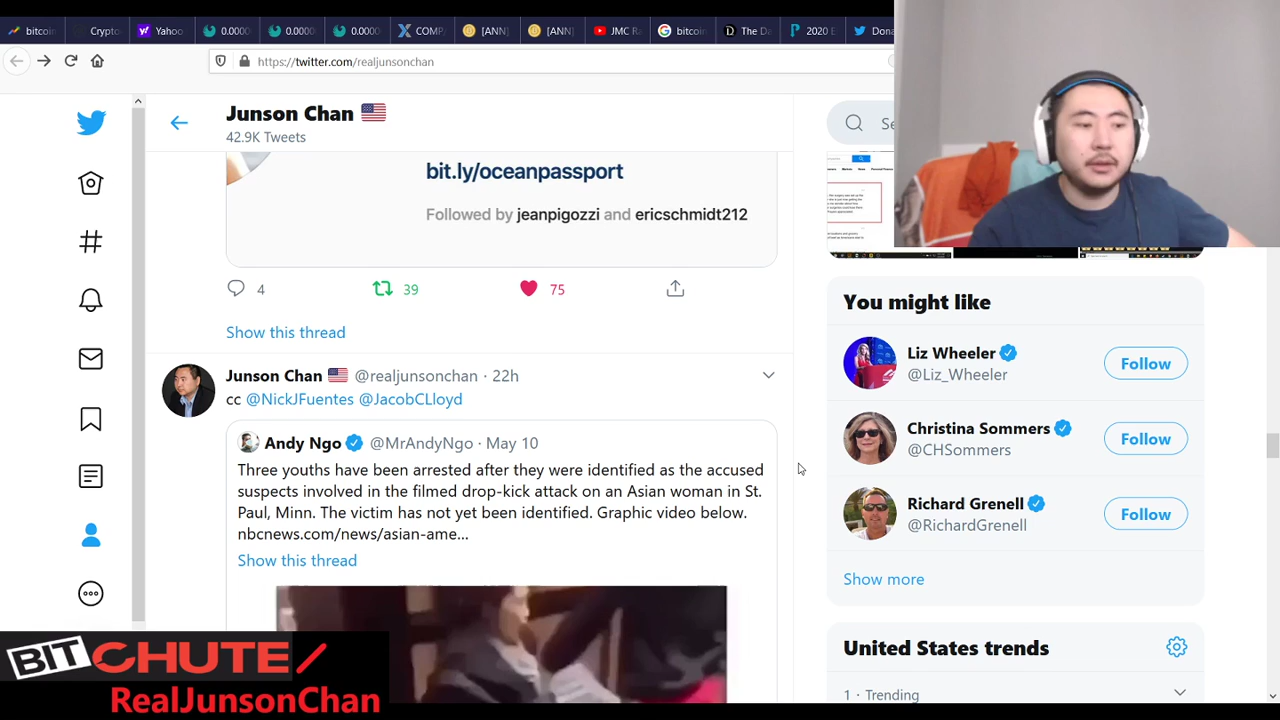 bitcoin
Crypto
Yahoo
0.0000
0.0000
0.0000
COMP
[ANN]
[ANN]
JMC Ra
bitcoin
The Da
2020 E
Dona
https://twitter.com/realjunsonchan
Junson Chan
42.9K Tweets
bit.ly/oceanpassport
Followed by jeanpigozzi and ericschmidt212
4
39
75
Show this thread
Junson Chan @realjunsonchan · 22h
cc @NickJFuentes @JacobCLloyd
Andy Ngo @MrAndyNgo · May 10
Three youths have been arrested after they were identified as the accused
suspects involved in the filmed drop-kick attack on an Asian woman in St.
Paul, Minn. The victim has not yet been identified. Graphic video below.
nbcnews.com/news/asian-ame...
Show this thread
Se
You might like
Liz Wheeler
@Liz_Wheeler
Follow
Christina Sommers
@CHSommers
Follow
Richard Grenell
@RichardGrenell
Follow
Show more
United States trends
1 · Trending
BITCHUTE
RealJunsonChan